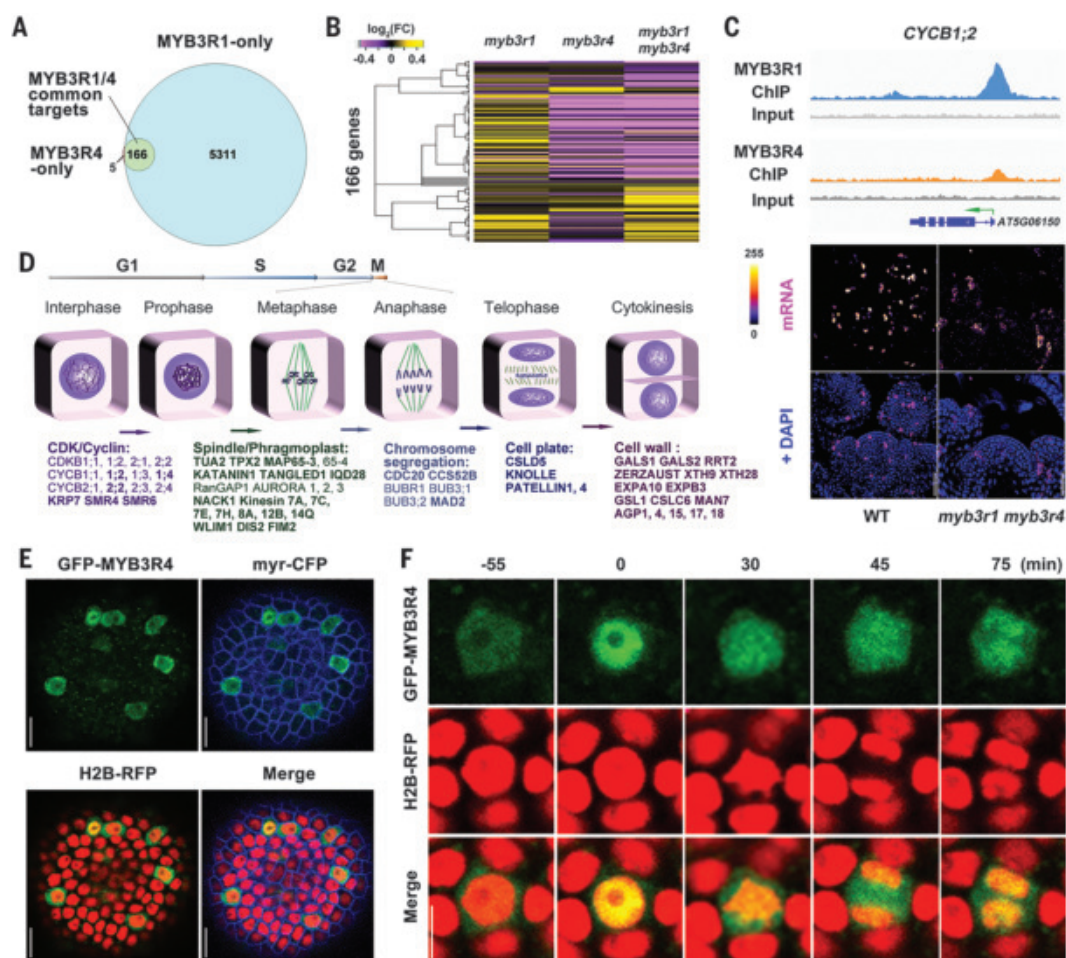 A
MYB3R1-only
MYB3R1/4
common
targets
MYB3R4
-only
5
166
5311
B
log2(FC)
-0.4 0 0.4
myb3r1
myb3r4
myb3r1
myb3r4
166 genes
C
CYCB1;2
MYB3R1
ChIP
Input
MYB3R4
ChIP
Input
AT5G06150
255
0
mRNA
+ DAPI
WT
myb3r1 myb3r4
D
G1 S G2 M
Interphase Prophase Metaphase Anaphase Telophase Cytokinesis
CDK/Cyclin:
CDKB1;1, 1;2, 2;1, 2;2
CYCB1;1, 1;2, 1;3, 1;4
CYCB2;1, 2;2, 2;3, 2;4
KRP7 SMR4 SMR6
Spindle/Phragmoplast:
TUA2 TPX2 MAP65-3, 65-4
KATANIN1 TANGLED1 IQD28
RanGAP1 AURORA 1, 2, 3
NACK1 Kinesin 7A, 7C,
7E, 7H, 8A, 12B, 14Q
WLIM1 DIS2 FIM2
Chromosome
segregation:
CDC20 CCS52B
BUBR1 BUB3;1
BUB3;2 MAD2
Cell plate:
CSLD5
KNOLLE
PATELLIN1, 4
Cell wall :
GALS1 GALS2 RRT2
ZERZAUST XTH9 XTH28
EXPA10 EXPB3
GSL1 CSLC6 MAN7
AGP1, 4, 15, 17, 18
E
GFP-MYB3R4
myr-CFP
H2B-RFP
Merge
F
-55 0 30 45 75 (min)
GFP-MYB3R4
H2B-RFP
Merge